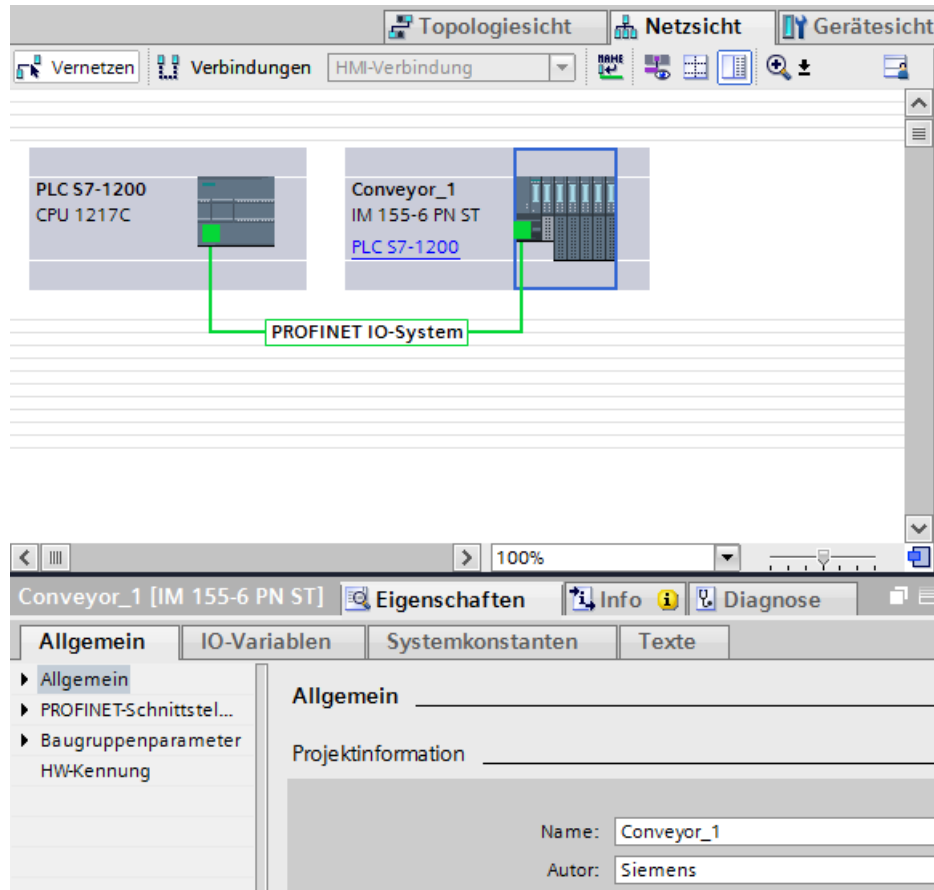 Topologiesicht Netzsicht Gerätesicht
Vernetzen Verbindungen HMI-Verbindung NAME
PLC S7-1200
CPU 1217C
Conveyor_1
IM 155-6 PN ST
PLC S7-1200
PROFINET IO-System
100%
Conveyor_1 [IM 155-6 PN ST] Eigenschaften Info Diagnose
Allgemein IO-Variablen Systemkonstanten Texte
Allgemein
PROFINET-Schnittstel...
Baugruppenparameter
HW-Kennung
Allgemein
Projektinformation
Name: Conveyor_1
Autor: Siemens